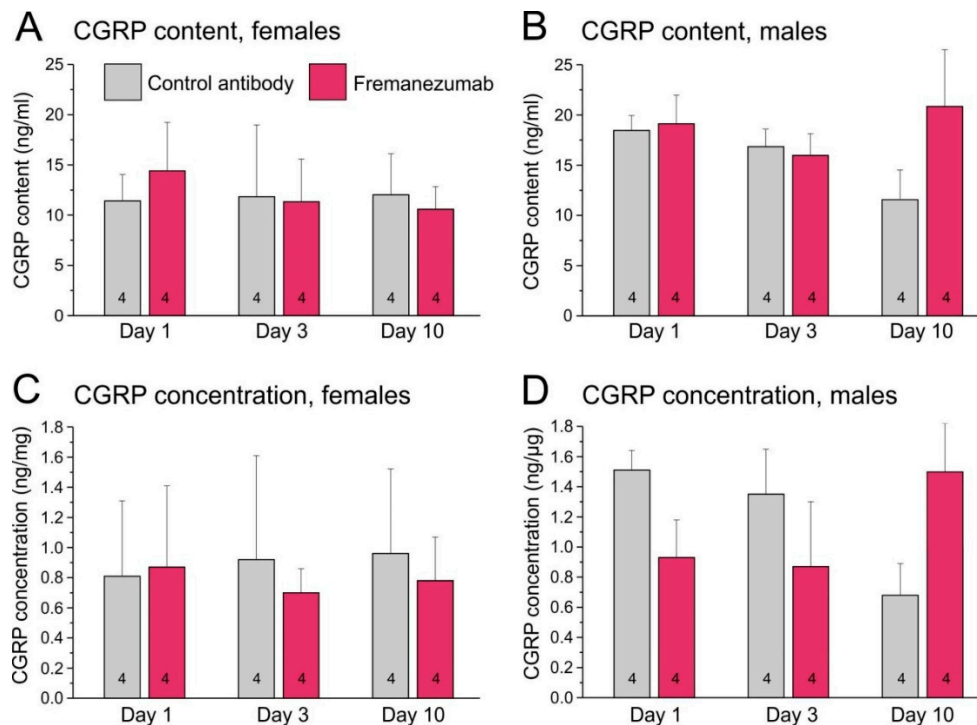 A CGRP content, females
CGRP content (ng/ml)
25
20
15
10
5
0
Control antibody Fremanezumab
4 4 4 4 4 4
Day 1 Day 3 Day 10
B CGRP content, males
CGRP content (ng/ml)
25
20
15
10
5
0
4 4 4 4 4 4
Day 1 Day 3 Day 10
C CGRP concentration, females
CGRP concentration (ng/mg)
1.8
1.6
1.4
1.2
1.0
0.8
0.6
0.4
0.2
0.0
4 4 4 4 4 4
Day 1 Day 3 Day 10
D CGRP concentration, males
CGRP concentration (ng/µg)
1.8
1.6
1.4
1.2
1.0
0.8
0.6
0.4
0.2
0.0
4 4 4 4 4 4
Day 1 Day 3 Day 10